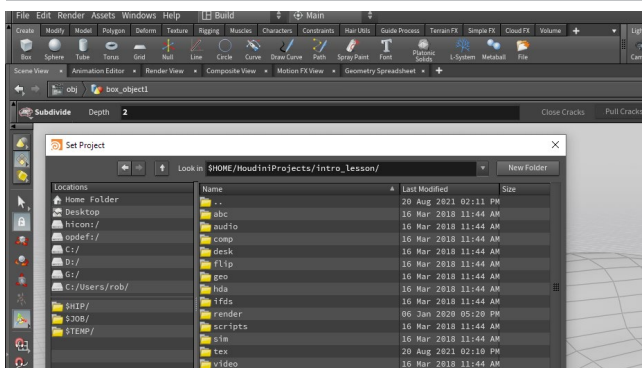 File Edit Render Assets Windows Help Build Main
Create Modify Model Polygon Deform Texture Rigging Muscles Characters Constraints Hair Utils Guide Process Terrain FX Simple FX Cloud FX Volume + Ligh
Box Sphere Tube Torus Grid Null Line Circle Curve Draw Curve Path Spray Paint Font Platonic Solids L-System Metaball File Cam
Scene View × Animation Editor × Render View × Composite View × Motion FX View × Geometry Spreadsheet × +
obj box_object1
Subdivide Depth 2 Close Cracks Pull Cracks
Set Project ×
Look in $HOME/HoudiniProjects/intro_lesson/ New Folder
Locations Name Last Modified Size
Home Folder .. 20 Aug 2021 02:11 PM
Desktop abc 16 Mar 2018 11:44 AM
hicon:/ audio 16 Mar 2018 11:44 AM
opdef:/ comp 16 Mar 2018 11:44 AM
C:/ desk 16 Mar 2018 11:44 AM
D:/ flip 16 Mar 2018 11:44 AM
G:/ geo 16 Mar 2018 11:44 AM
C:/Users/rob/ hda 16 Mar 2018 11:44 AM
ifds 16 Mar 2018 11:44 AM
$HIP/ render 06 Jan 2020 05:20 PM
$JOB/ scripts 16 Mar 2018 11:44 AM
$TEMP/ sim 16 Mar 2018 11:44 AM
tex 20 Aug 2021 02:10 PM
video 16 Mar 2018 11:44 AM